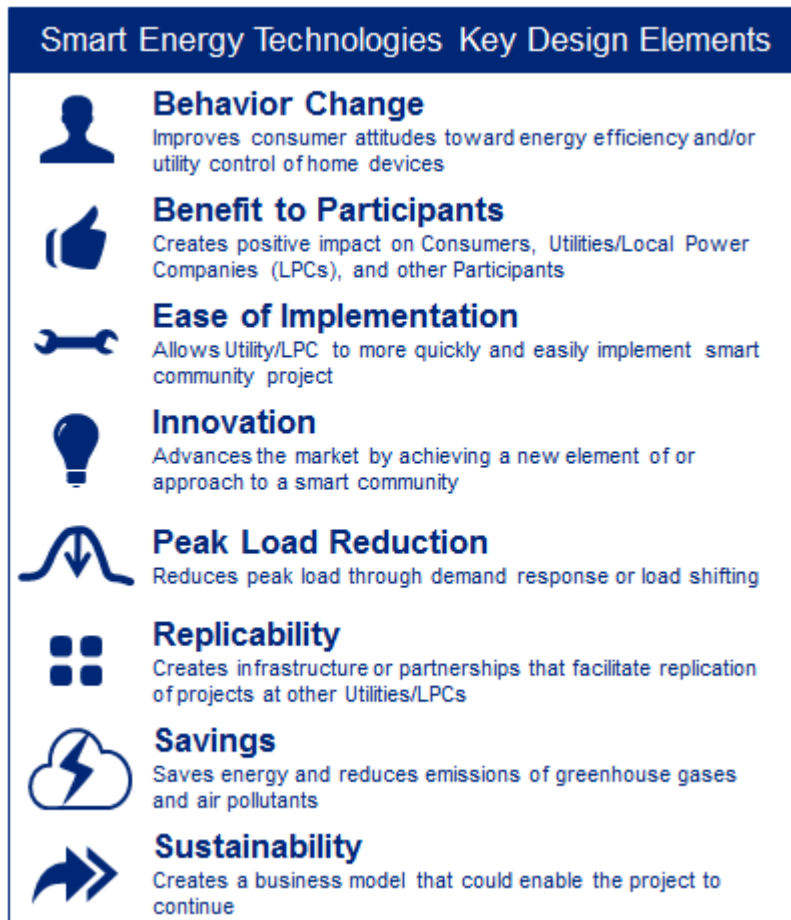 Smart Energy Technologies Key Design Elements
Behavior Change
Improves consumer attitudes toward energy efficiency and/or
utility control of home devices
Benefit to Participants
Creates positive impact on Consumers, Utilities/Local Power
Companies (LPCs), and other Participants
Ease of Implementation
Allows Utility/LPC to more quickly and easily implement smart
community project
Innovation
Advances the market by achieving a new element of or
approach to a smart community
Peak Load Reduction
Reduces peak load through demand response or load shifting
Replicability
Creates infrastructure or partnerships that facilitate replication
of projects at other Utilities/LPCs
Savings
Saves energy and reduces emissions of greenhouse gases
and air pollutants
Sustainability
Creates a business model that could enable the project to
continue